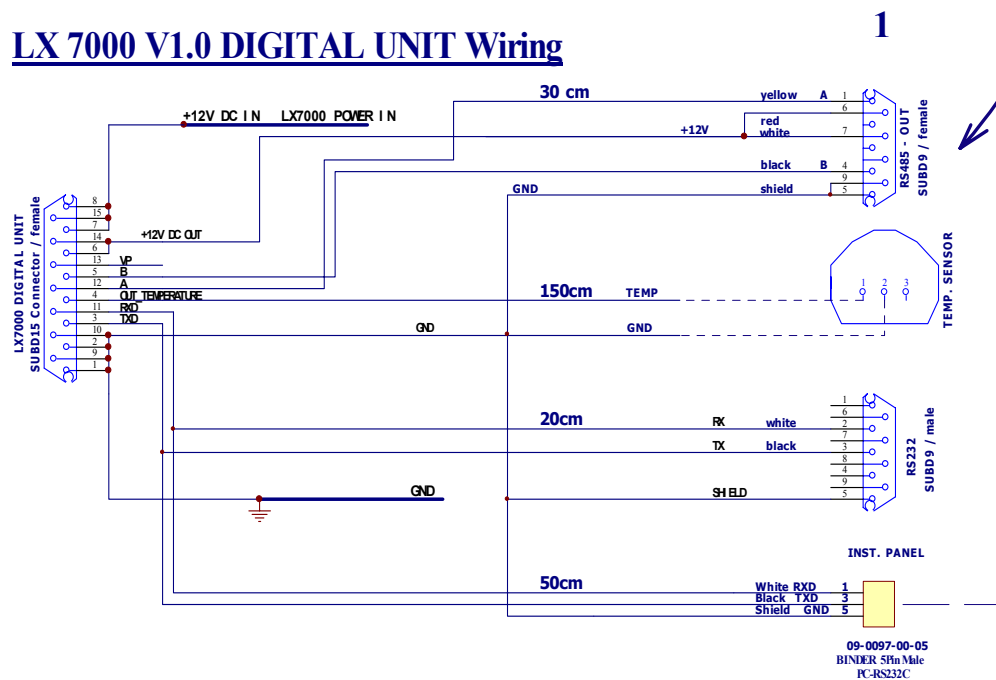 LX 7000 V1.0 DIGITAL UNIT Wiring
1
30 cm
yellow A 1
6
+12V DC IN LX7000 POWER IN
red
+12V white 7
black B 4
9
GND shield 5
RS485 - OUT
SUBD9 / female
LX7000 DIGITAL UNIT
SUBD15 Connector / female
8
15
7
14 +12V DC OUT
6
13 VP
5 B
12 A
4 OUT_TEMPERATURE
11 RXD
3 TXD
10
2
9
1
150cm TEMP
GND GND
1 2 3
TEMP. SENSOR
1
6
20cm RX white 2
7
TX black 3
8
4
9
SHIELD 5
RS232
SUBD9 / male
GND
INST. PANEL
50cm
White RXD 1
Black TXD 3
Shield GND 5
09-0097-00-05
BINDER 5Pin Male
PC-RS232C